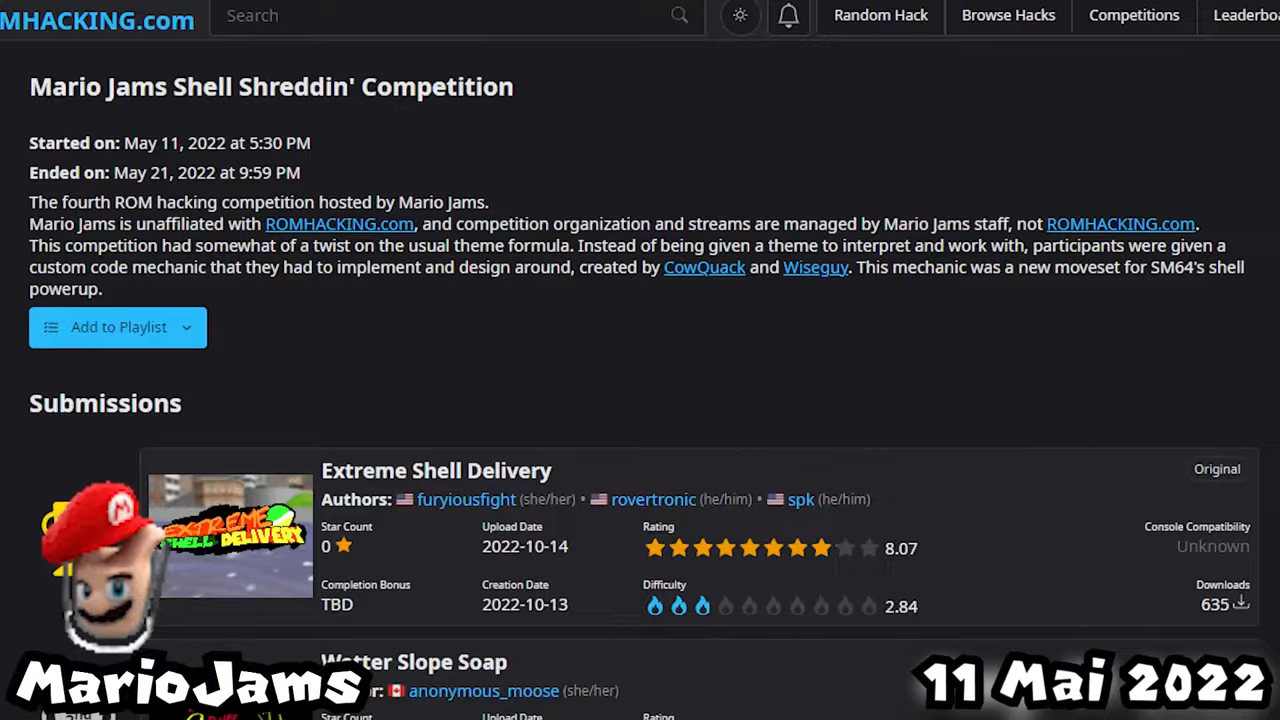 MHACKING.com
Search
Random Hack
Browse Hacks
Competitions
Mario Jams Shell Shreddin' Competition
Started on: May 11, 2022 at 5:30 PM
Ended on: May 21, 2022 at 9:59 PM
The fourth ROM hacking competition hosted by Mario Jams.
Mario Jams is unaffiliated with ROMHACKING.com, and competition organization and streams are managed by Mario Jams staff, not ROMHACKING.com.
This competition had somewhat of a twist on the usual theme formula. Instead of being given a theme to interpret and work with, participants were given a
custom code mechanic that they had to implement and design around, created by CowQuack and Wiseguy. This mechanic was a new moveset for SM64's shell
powerup.
Add to Playlist
Submissions
EXTREME
SHELL DELIVERY
Extreme Shell Delivery
Original
Authors: furyiousfight (she/her) • rovertronic (he/him) • spk (he/him)
Star Count
0
Upload Date
2022-10-14
Rating
8.07
Console Compatibility
Unknown
Completion Bonus
TBD
Creation Date
2022-10-13
Difficulty
2.84
Downloads
635
Slope Soap
anonymous_moose (she/her)
Star Count
Upload Date
Rating
MarioJams
11 Mai 2022